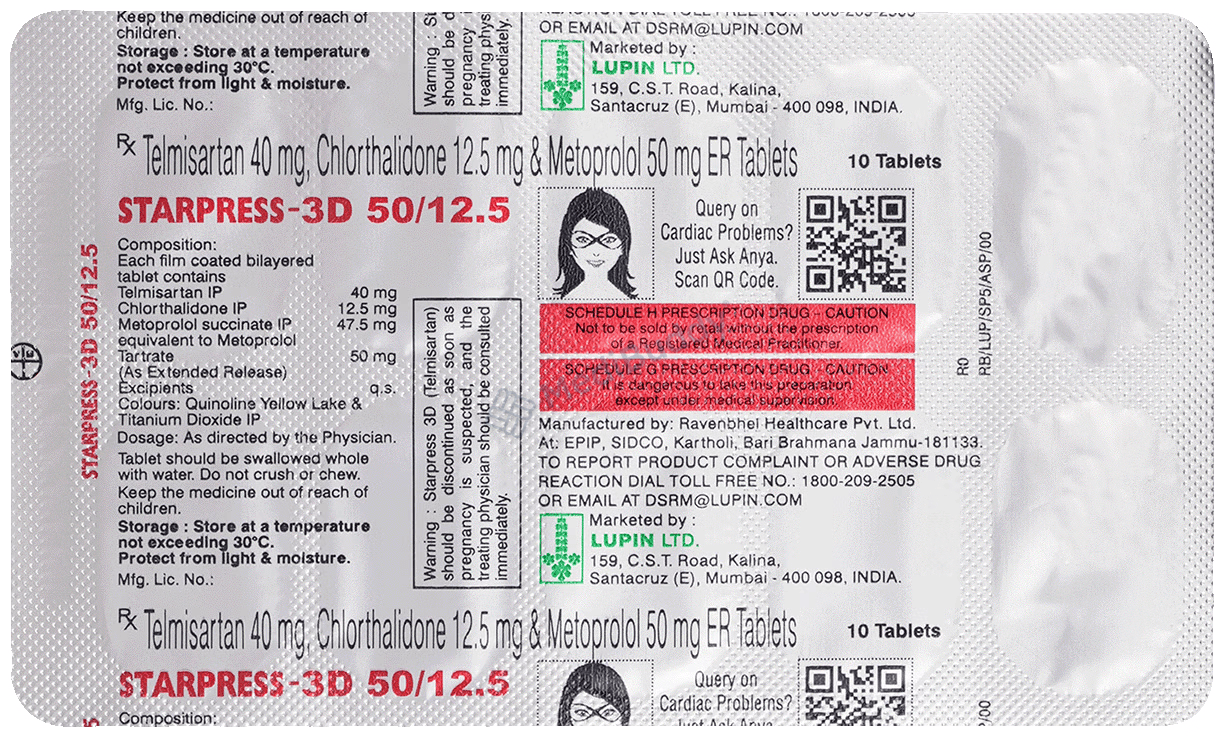 Keep the medicine out of reach of
children.
Storage : Store at a temperature
not exceeding 30°C.
Protect from light & moisture.
Mfg. Lic. No.:
Warning :
should be
pregnancy
treating
immediately.
OR EMAIL AT DSRM@LUPIN.COM
Marketed by :
LUPIN LTD.
159, C.S.T. Road, Kalina,
Santacruz (E), Mumbai - 400 098, INDIA.
Rx Telmisartan 40 mg, Chlorthalidone 12.5 mg & Metoprolol 50 mg ER Tablets 10 Tablets
STARPRESS-3D 50/12.5
STARPRESS-3D 50/12.5
Composition:
Each film coated bilayered
tablet contains
Telmisartan IP 40 mg
Chlorthalidone IP 12.5 mg
Metoprolol succinate IP 47.5 mg
equivalent to Metoprolol
Tartrate 50 mg
(As Extended Release)
Excipients q.s.
Colours: Quinoline Yellow Lake &
Titanium Dioxide IP
Dosage: As directed by the Physician.
Tablet should be swallowed whole
with water. Do not crush or chew.
Keep the medicine out of reach of
children.
Storage : Store at a temperature
not exceeding 30°C.
Protect from light & moisture.
Mfg. Lic. No.:
Warning : Starpress 3D (Telmisartan)
should be discontinued as soon as
pregnancy is suspected, and the
treating physician should be consulted
immediately.
Query on
Cardiac Problems?
Just Ask Anya.
Scan QR Code.
SCHEDULE H PRESCRIPTION DRUG - CAUTION
Not to be sold by retail without the prescription
of a Registered Medical Practitioner.
SCHEDULE G PRESCRIPTION DRUG - CAUTION
It is dangerous to take this preparation
except under medical supervision
Manufactured by: Ravenbhel Healthcare Pvt. Ltd.
At: EPIP, SIDCO, Kartholi, Bari Brahmana Jammu-181133.
TO REPORT PRODUCT COMPLAINT OR ADVERSE DRUG
REACTION DIAL TOLL FREE NO.: 1800-209-2505
OR EMAIL AT DSRM@LUPIN.COM
Marketed by :
LUPIN LTD.
159, C.S.T. Road, Kalina,
Santacruz (E), Mumbai - 400 098, INDIA.
R0
RB/LUP/SP5/ASP/00
Rx Telmisartan 40 mg, Chlorthalidone 12.5 mg & Metoprolol 50 mg ER Tablets 10 Tablets
STARPRESS-3D 50/12.5
Composition:
Query on
Cardiac Problems?
Just Ask Anya.